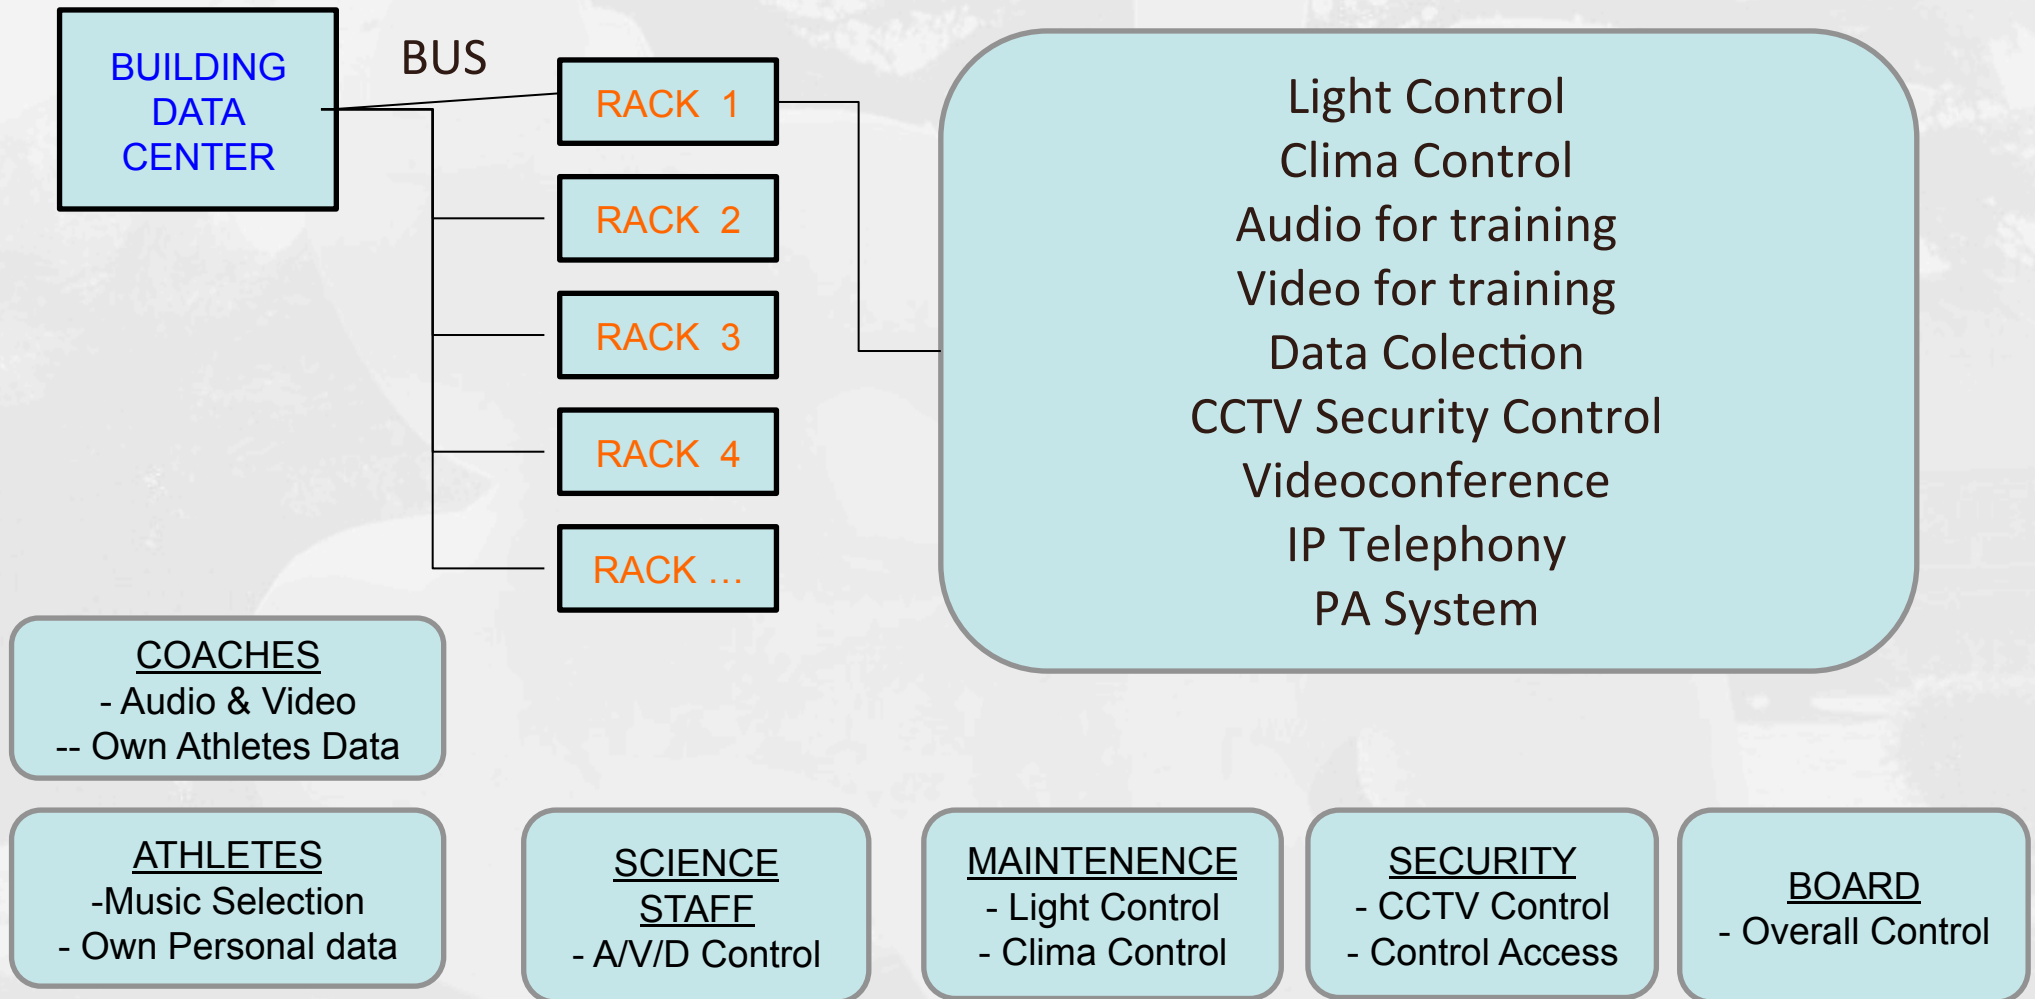 BUILDING
DATA
CENTER
BUS
RACK 1
RACK 2
RACK 3
RACK 4
RACK ...
Light Control
Clima Control
Audio for training
Video for training
Data Colection
CCTV Security Control
Videoconference
IP Telephony
PA System
COACHES
- Audio & Video
-- Own Athletes Data
ATHLETES
-Music Selection
- Own Personal data
SCIENCE
STAFF
- A/V/D Control
MAINTENENCE
- Light Control
- Clima Control
SECURITY
- CCTV Control
- Control Access
BOARD
- Overall Control